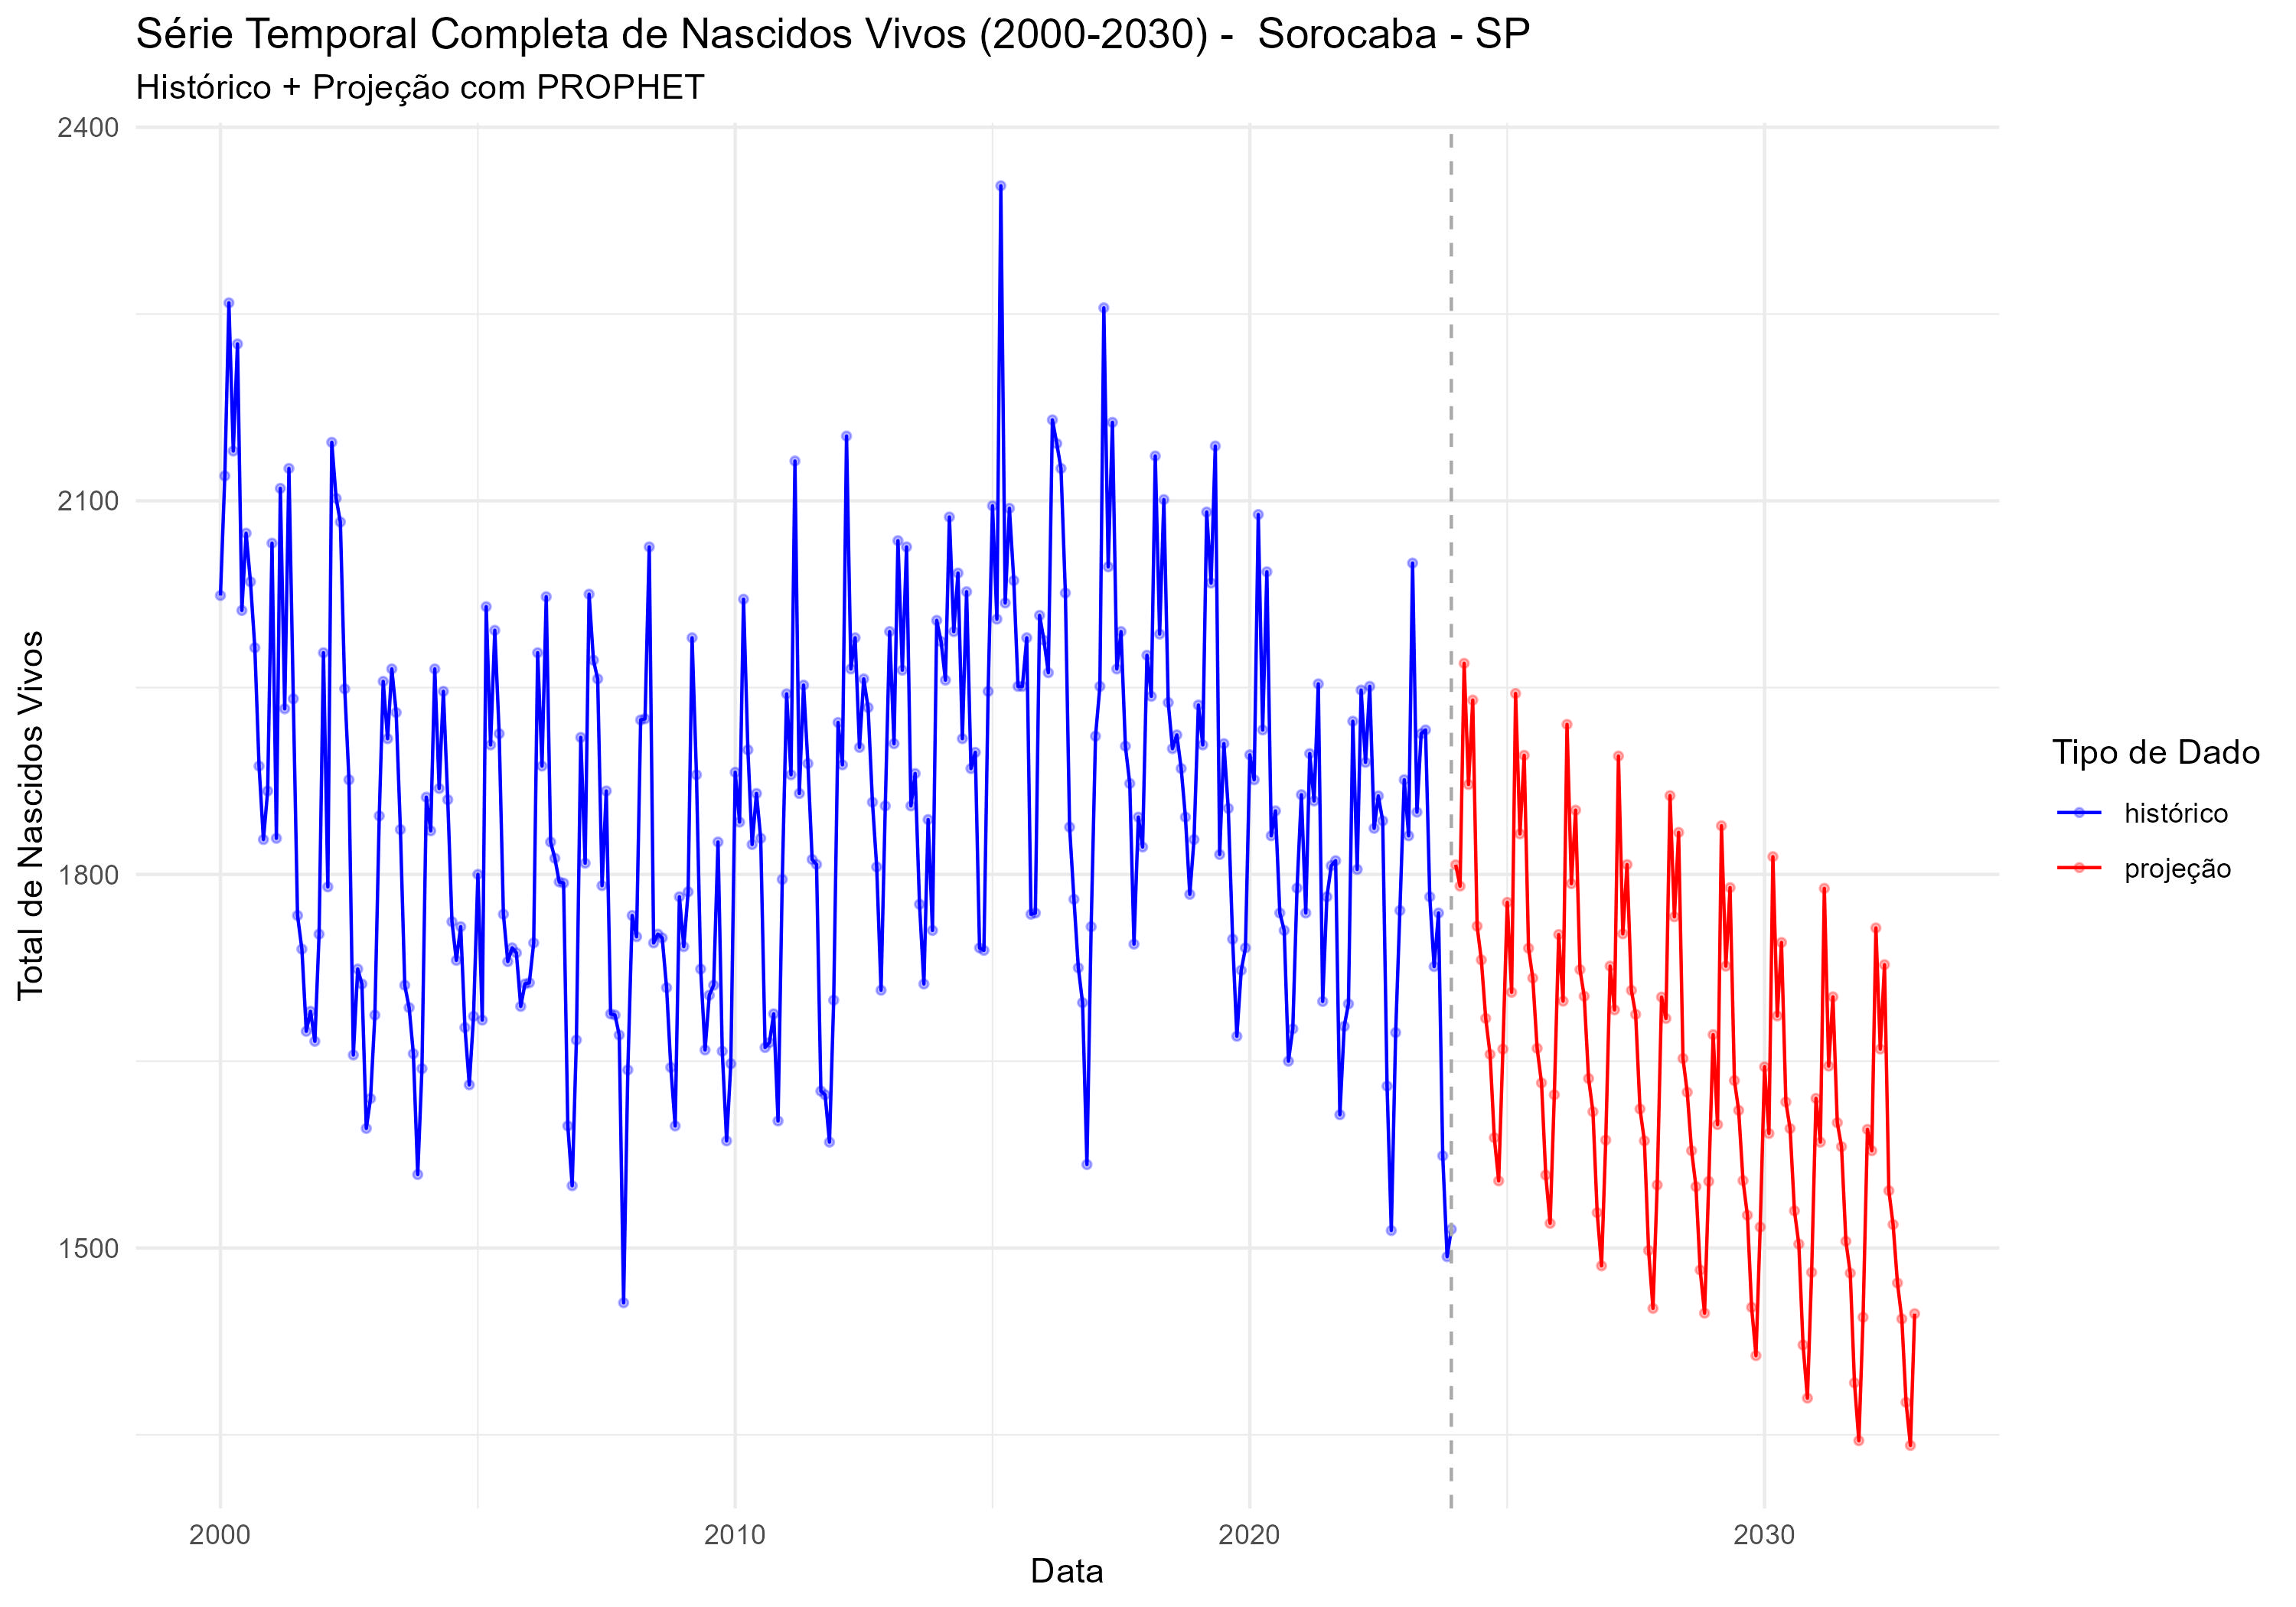 Série Temporal Completa de Nascidos Vivos (2000-2030) -  Sorocaba - SP
Histórico + Projeção com PROPHET
2400
2100
1800
1500
Total de Nascidos Vivos
2000
2010
2020
2030
Data
Tipo de Dado
histórico
projeção